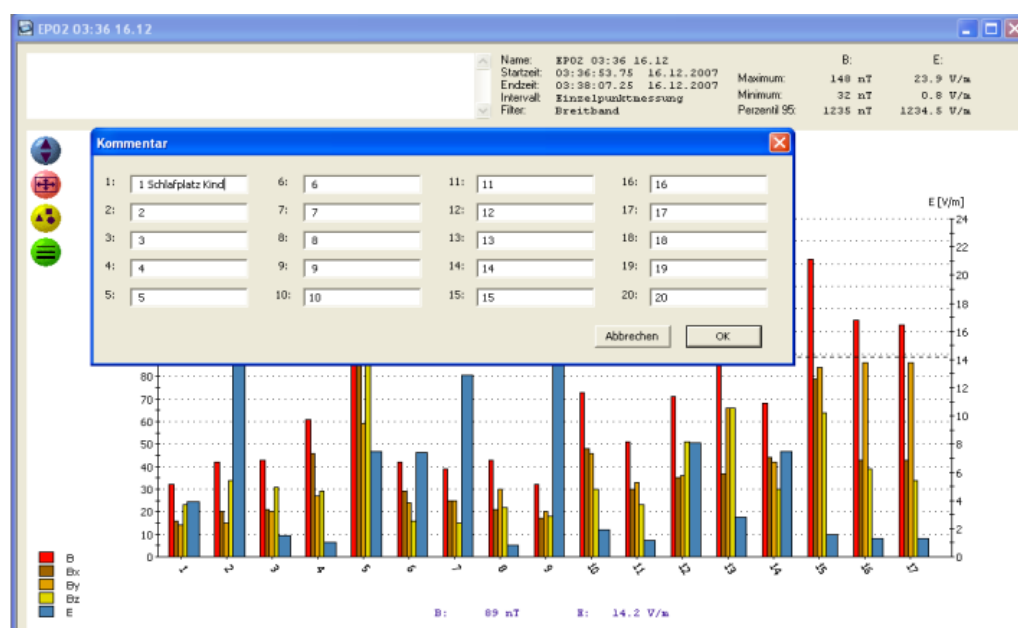 EP02 03:36 16.12
Name: EP02 03:36 16.12
Startzeit: 03:36:53.75 16.12.2007
Endzeit: 03:38:07.25 16.12.2007
Intervall: Einzelpunktmessung
Filter: Breitband
B: E:
Maximum: 148 nT 23.9 V/m
Minimum: 32 nT 0.8 V/m
Perzentil 95: 1235 nT 1234.5 V/m
Kommentar
1: 1 Schlafplatz Kind 6: 6 11: 11 16: 16
2: 2 7: 7 12: 12 17: 17
3: 3 8: 8 13: 13 18: 18
4: 4 9: 9 14: 14 19: 19
5: 5 10: 10 15: 15 20: 20
Abbrechen OK
E [V/m]
24
22
20
18
16
14
12
10
8
6
4
2
0
80
70
60
50
40
30
20
10
0
1 2 3 4 5 6 7 8 9 10 11 12 13 14 15 16 17
B
Bx
By
Bz
E
B: 89 nT E: 14.2 V/m